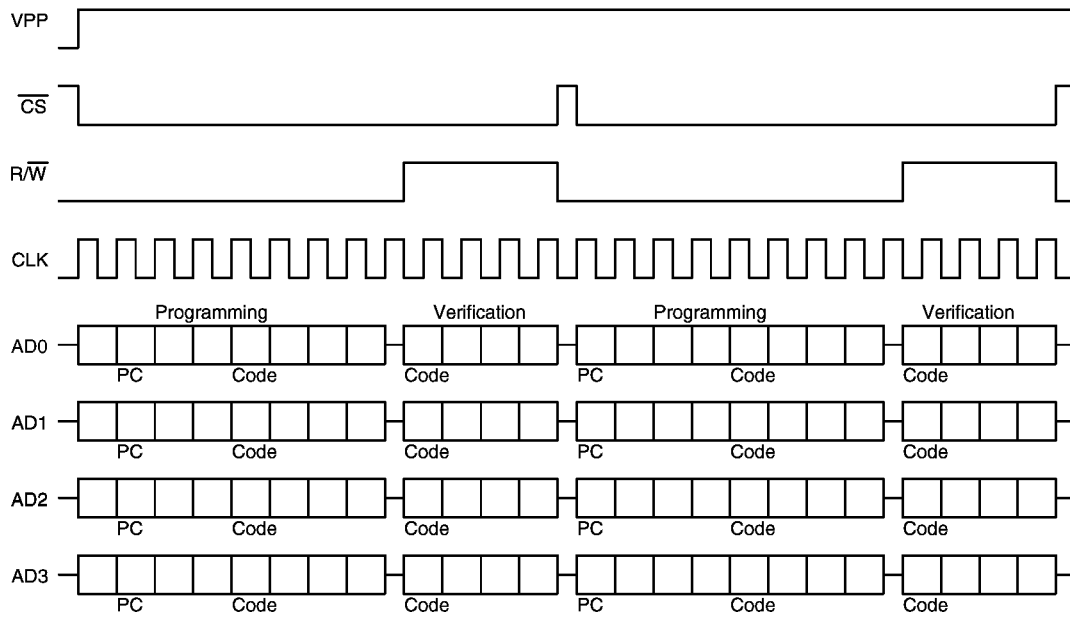 VPP
C̅S̅
R/W̅
CLK
Programming Verification Programming Verification
AD0
PC Code Code PC Code Code
AD1
PC Code Code PC Code Code
AD2
PC Code Code PC Code Code
AD3
PC Code Code PC Code Code